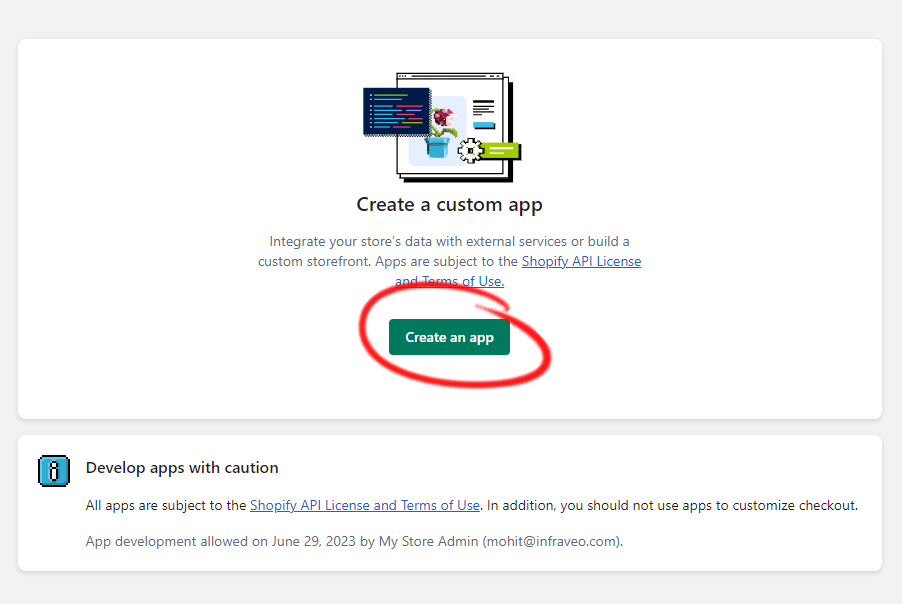 Create a custom app
Integrate your store's data with external services or build a
custom storefront. Apps are subject to the Shopify API License
and Terms of Use.
Create an app
Develop apps with caution
All apps are subject to the Shopify API License and Terms of Use. In addition, you should not use apps to customize checkout.
App development allowed on June 29, 2023 by My Store Admin (mohit@infraveo.com).